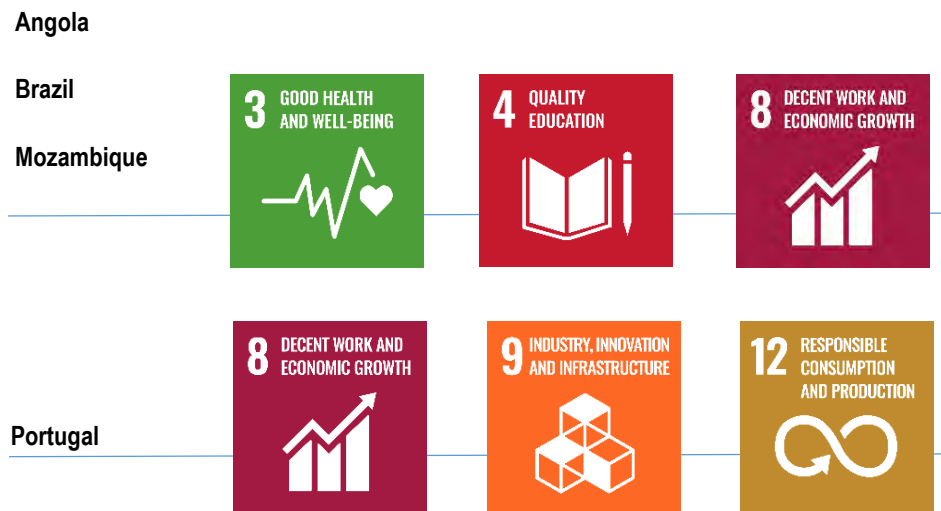 Angola
Brazil
Mozambique
3 GOOD HEALTH
AND WELL-BEING
4 QUALITY
EDUCATION
8 DECENT WORK AND
ECONOMIC GROWTH
Portugal
8 DECENT WORK AND
ECONOMIC GROWTH
9 INDUSTRY, INNOVATION
AND INFRASTRUCTURE
12 RESPONSIBLE
CONSUMPTION
AND PRODUCTION